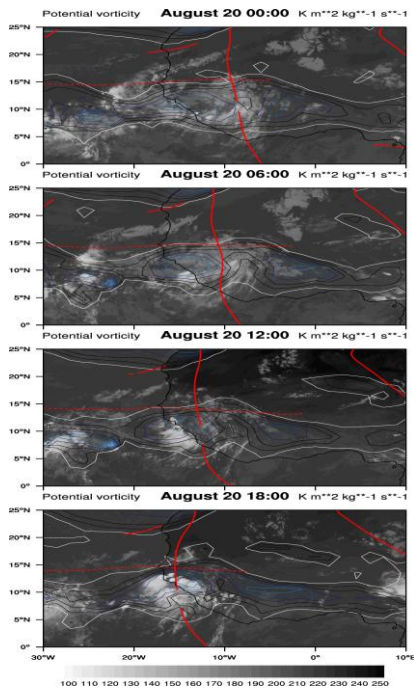 Potential vorticity August 20 00:00 K m**2 kg**-1 s**-1
25°N
20°N
15°N
10°N
5°N
0°
Potential vorticity August 20 06:00 K m**2 kg**-1 s**-1
25°N
20°N
15°N
10°N
5°N
0°
Potential vorticity August 20 12:00 K m**2 kg**-1 s**-1
25°N
20°N
15°N
10°N
5°N
0°
Potential vorticity August 20 18:00 K m**2 kg**-1 s**-1
25°N
20°N
15°N
10°N
5°N
0°
30°W 20°W 10°W 0° 10°E
100 110 120 130 140 150 160 170 180 190 200 210 220 230 240 250